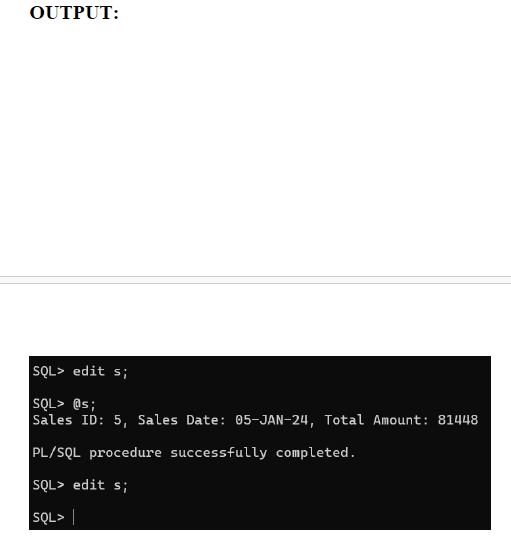 OUTPUT:
SQL> edit s;
SQL> @s;
Sales ID: 5, Sales Date: 05-JAN-24, Total Amount: 81448
PL/SQL procedure successfully completed.
SQL> edit s;
SQL>